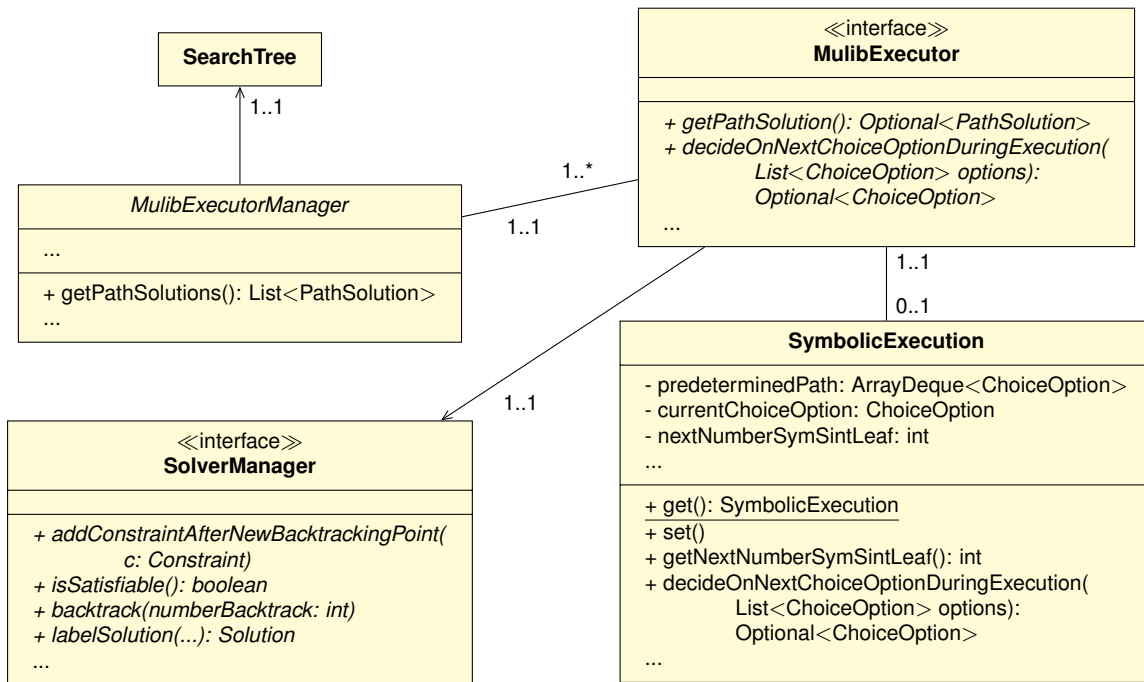 SearchTree
1..1
MulibExecutorManager
...
+ getPathSolutions(): List<PathSolution>
...
1..*
1..1
≪interface≫
MulibExecutor
+ getPathSolution(): Optional<PathSolution>
+ decideOnNextChoiceOptionDuringExecution(
List<ChoiceOption> options):
Optional<ChoiceOption>
...
1..1
0..1
1..1
≪interface≫
SolverManager
+ addConstraintAfterNewBacktrackingPoint(
c: Constraint)
+ isSatisfiable(): boolean
+ backtrack(numberBacktrack: int)
+ labelSolution(...): Solution
...
SymbolicExecution
- predeterminedPath: ArrayDeque<ChoiceOption>
- currentChoiceOption: ChoiceOption
- nextNumberSymSintLeaf: int
...
+ get(): SymbolicExecution
+ set()
+ getNextNumberSymSintLeaf(): int
+ decideOnNextChoiceOptionDuringExecution(
List<ChoiceOption> options):
Optional<ChoiceOption>
...